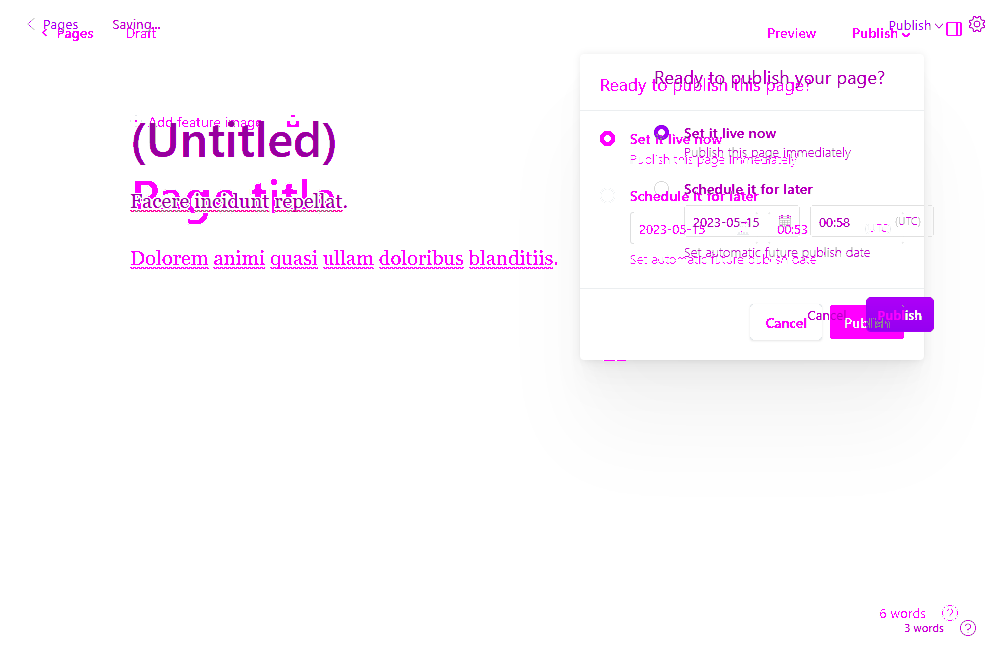 Pages Saving... Publish
Pages Draft Preview Publish
Ready to publish your page?
Ready to publish this page?
Add feature image
(Untitled)
Set it live now
Set it live now
Publish this page immediately
Publish this page immediately
Page title
Schedule it for later
Schedule it for later
Facere incidunt repellat.
2023-05-15 00:58 (UTC)
2023-05-15 00:53 UTC
Set automatic future publish date
Set automatic future publish date
Dolorem animi quasi ullam doloribus blanditiis.
Cancel Publish
Cancel Publish
6 words ?
3 words ?